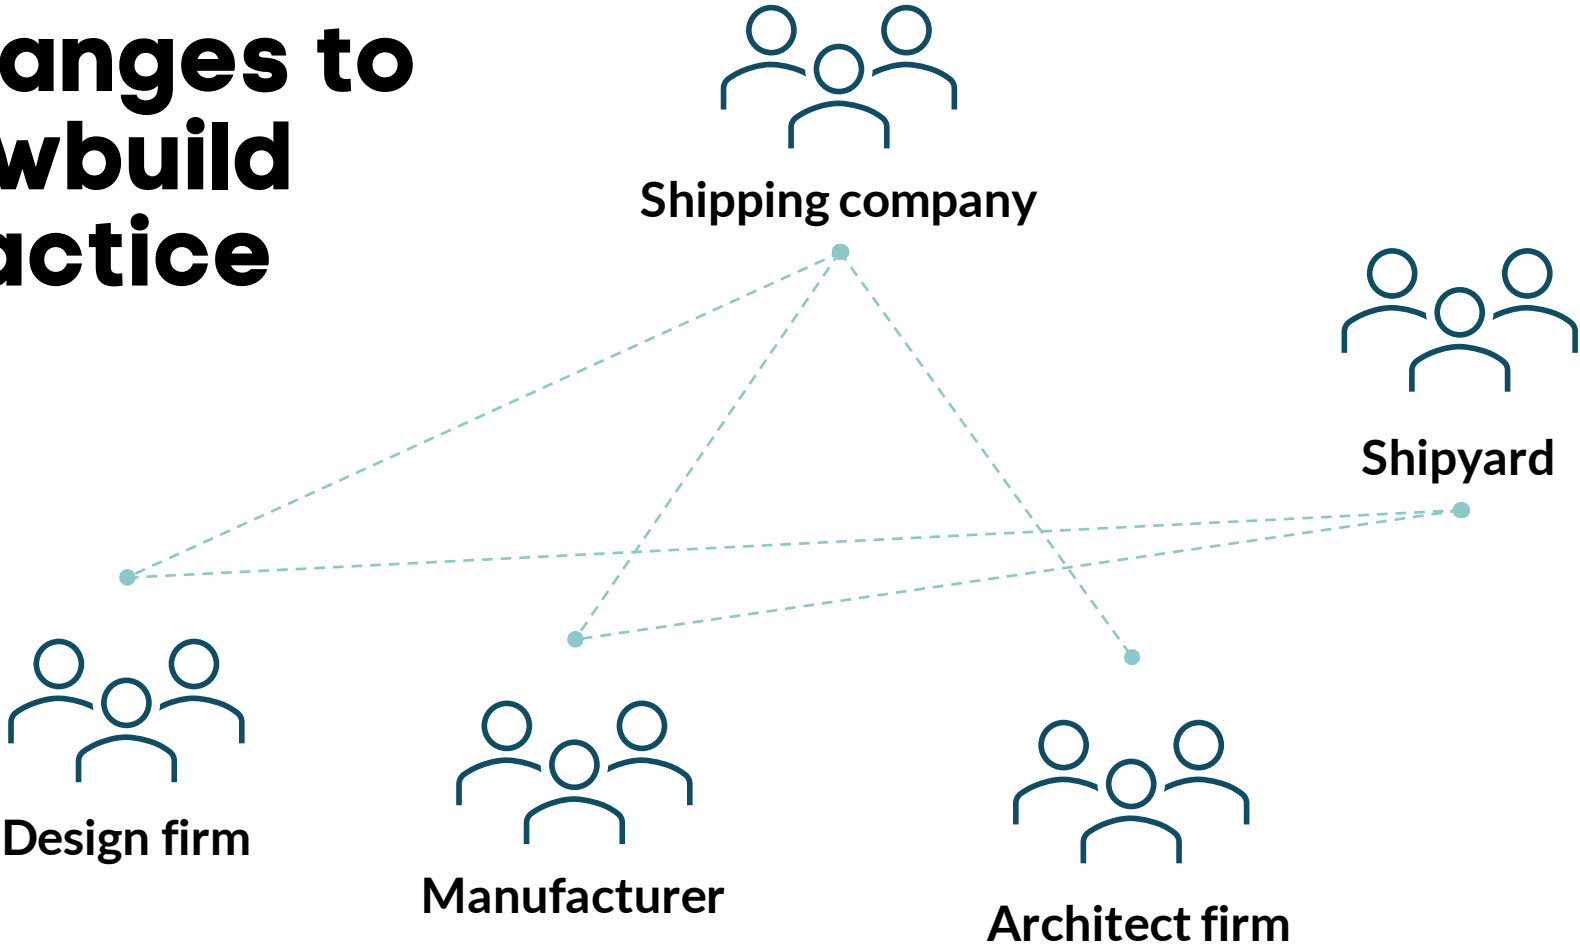 anges to
wbuild
actice
Shipping company
Shipyard
Design firm
Manufacturer
Architect firm